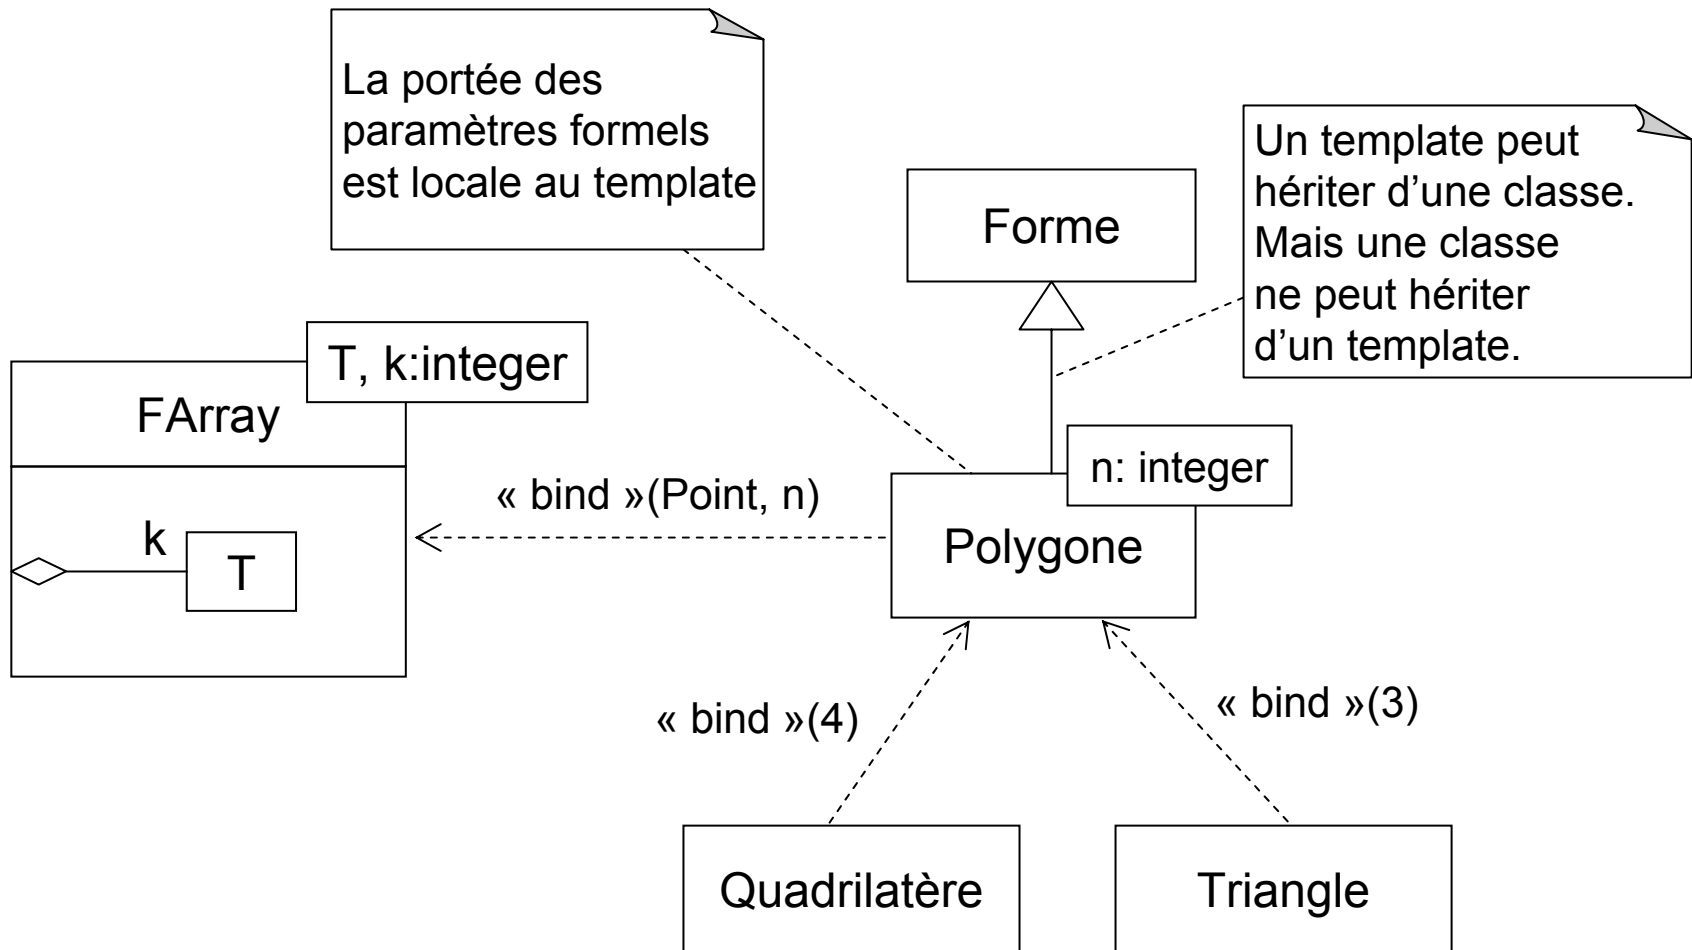 La portée des
paramètres formels
est locale au template
Un template peut
hériter d’une classe.
Mais une classe
ne peut hériter
d’un template.
Forme
T, k:integer
FArray
k
T
« bind »(Point, n)
n: integer
Polygone
« bind »(4)
« bind »(3)
Quadrilatère
Triangle